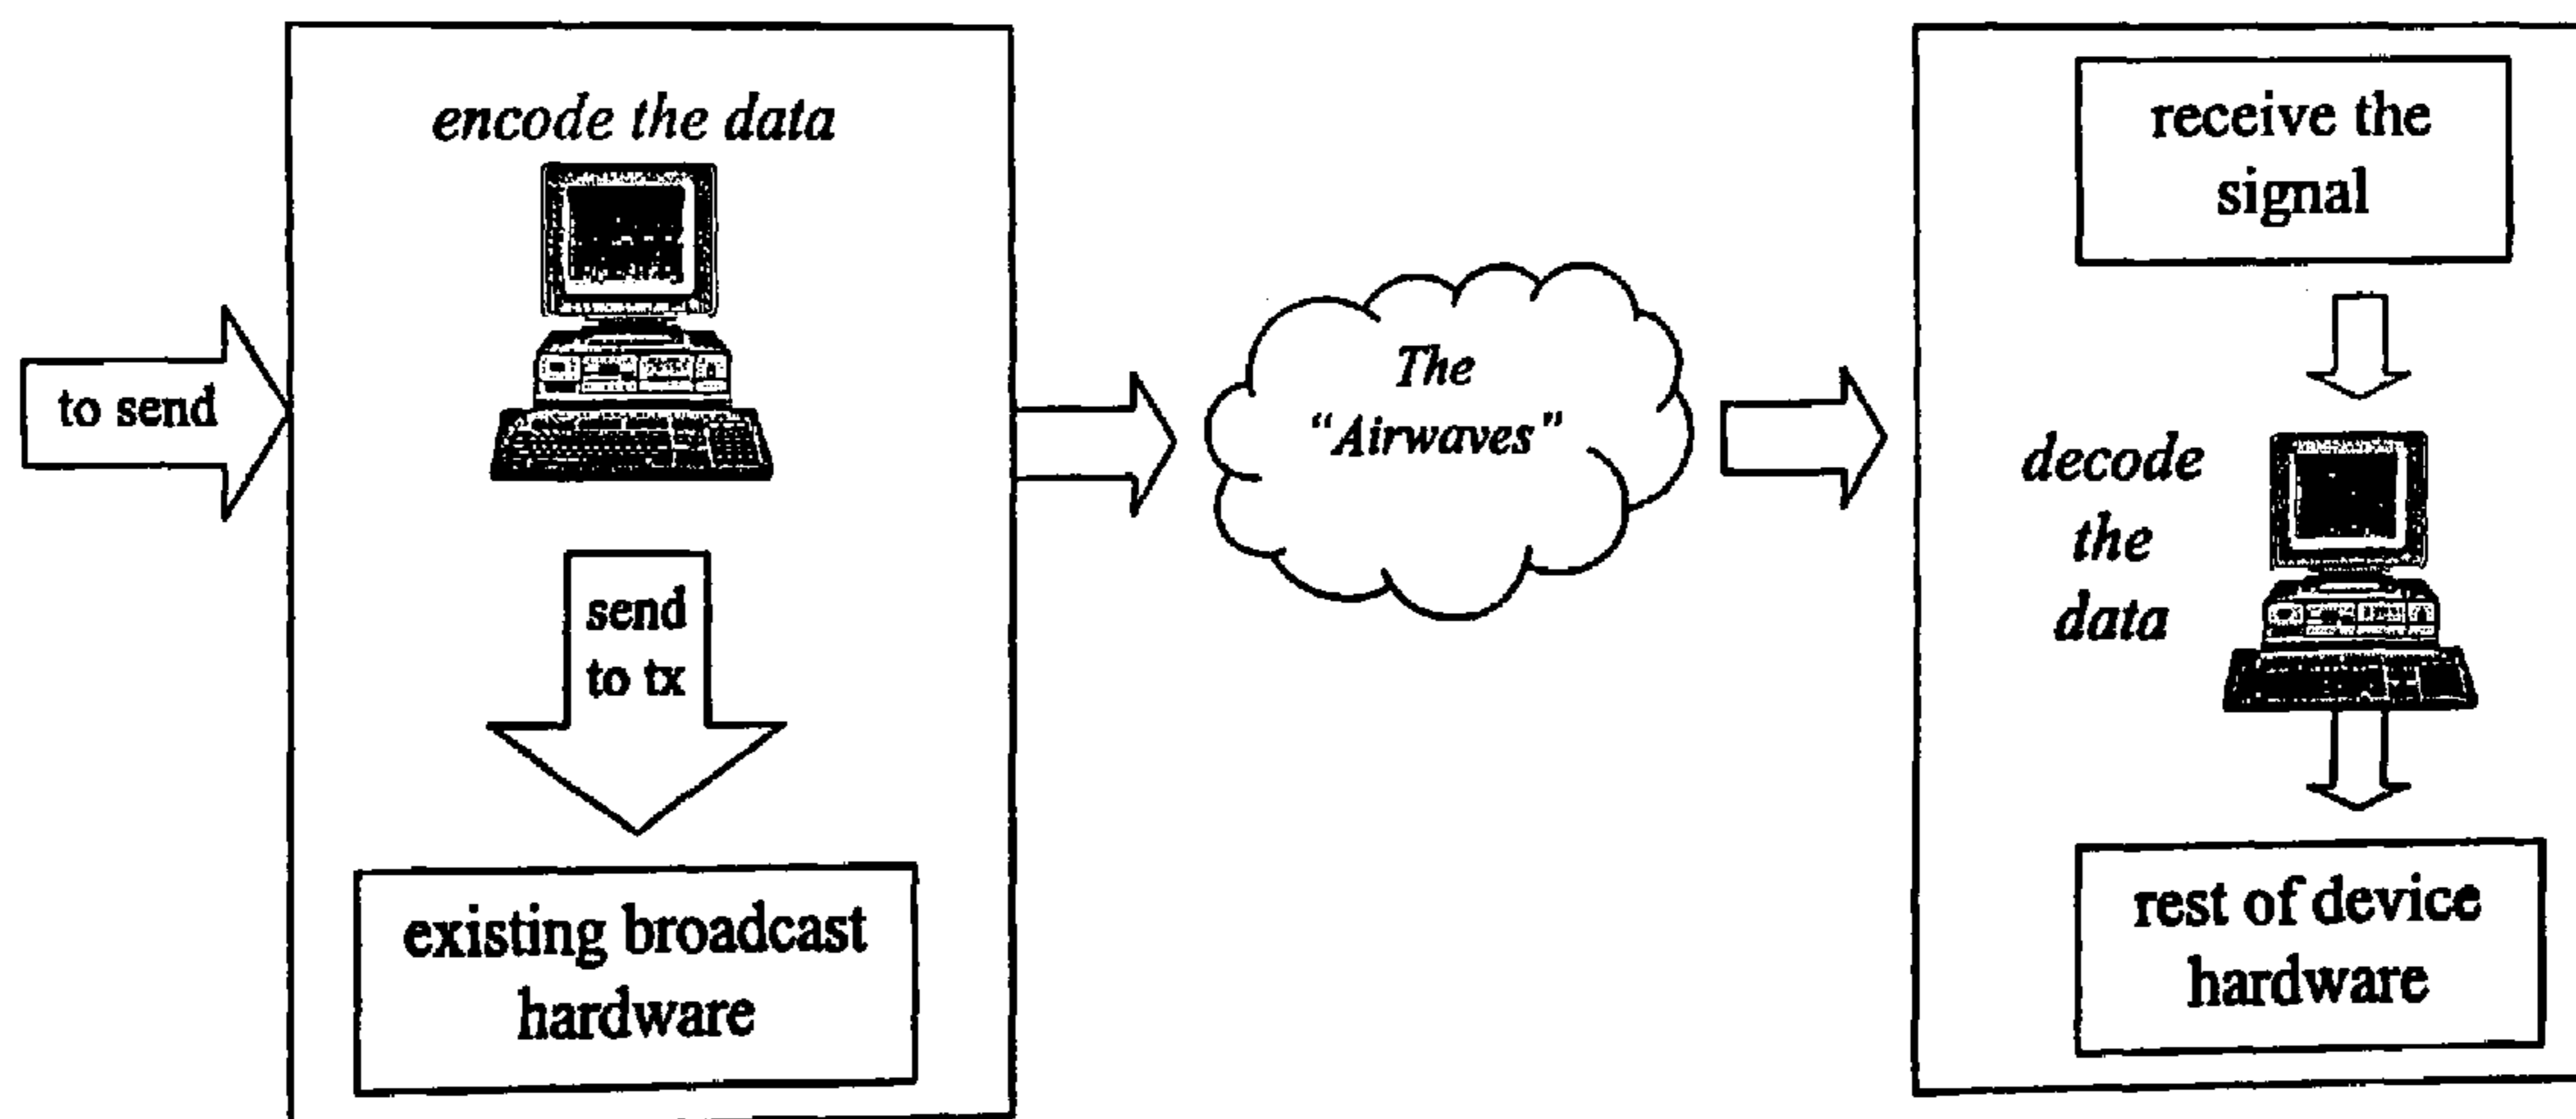 to send
encode the data
send
to tx
existing broadcast
hardware
The
"Airwaves"
receive the
signal
decode
the
data
rest of device
hardware